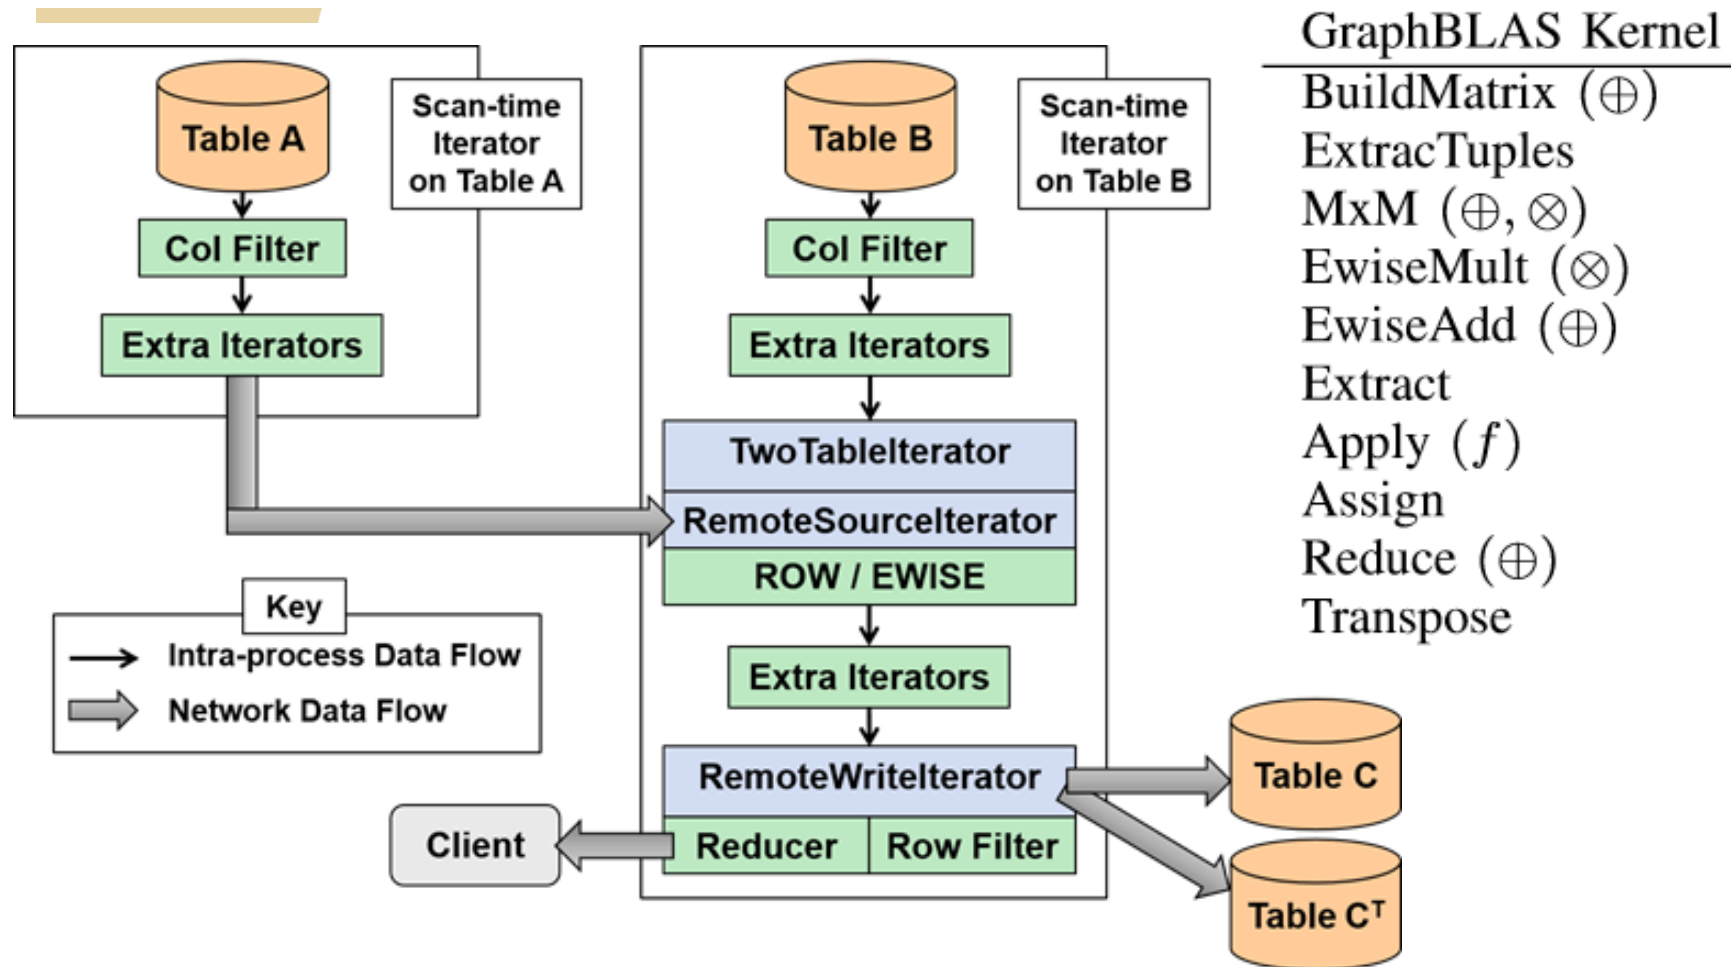 Table A
Scan-time
Iterator
on Table A
Col Filter
Extra Iterators
Table B
Scan-time
Iterator
on Table B
Col Filter
Extra Iterators
TwoTableIterator
RemoteSourceIterator
ROW / EWISE
Extra Iterators
RemoteWriteIterator
Reducer
Row Filter
Client
Table C
Table Cᵀ
Key
Intra-process Data Flow
Network Data Flow
GraphBLAS Kernel
BuildMatrix (⊕)
ExtracTuples
MxM (⊕, ⊗)
EwiseMult (⊗)
EwiseAdd (⊕)
Extract
Apply (f)
Assign
Reduce (⊕)
Transpose